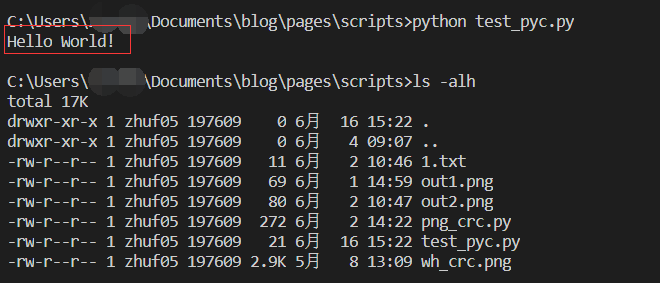 C:\Users\ \Documents\blog\pages\scripts>python test_pyc.py
Hello World!
C:\Users\ \Documents\blog\pages\scripts>ls -alh
total 17K
drwxr-xr-x 1 zhuf05 197609 0 6月 16 15:22 .
drwxr-xr-x 1 zhuf05 197609 0 6月 4 09:07 ..
-rw-r--r-- 1 zhuf05 197609 11 6月 2 10:46 1.txt
-rw-r--r-- 1 zhuf05 197609 69 6月 1 14:59 out1.png
-rw-r--r-- 1 zhuf05 197609 80 6月 2 10:47 out2.png
-rw-r--r-- 1 zhuf05 197609 272 6月 2 14:22 png_crc.py
-rw-r--r-- 1 zhuf05 197609 21 6月 16 15:22 test_pyc.py
-rw-r--r-- 1 zhuf05 197609 2.9K 5月 8 13:09 wh_crc.png